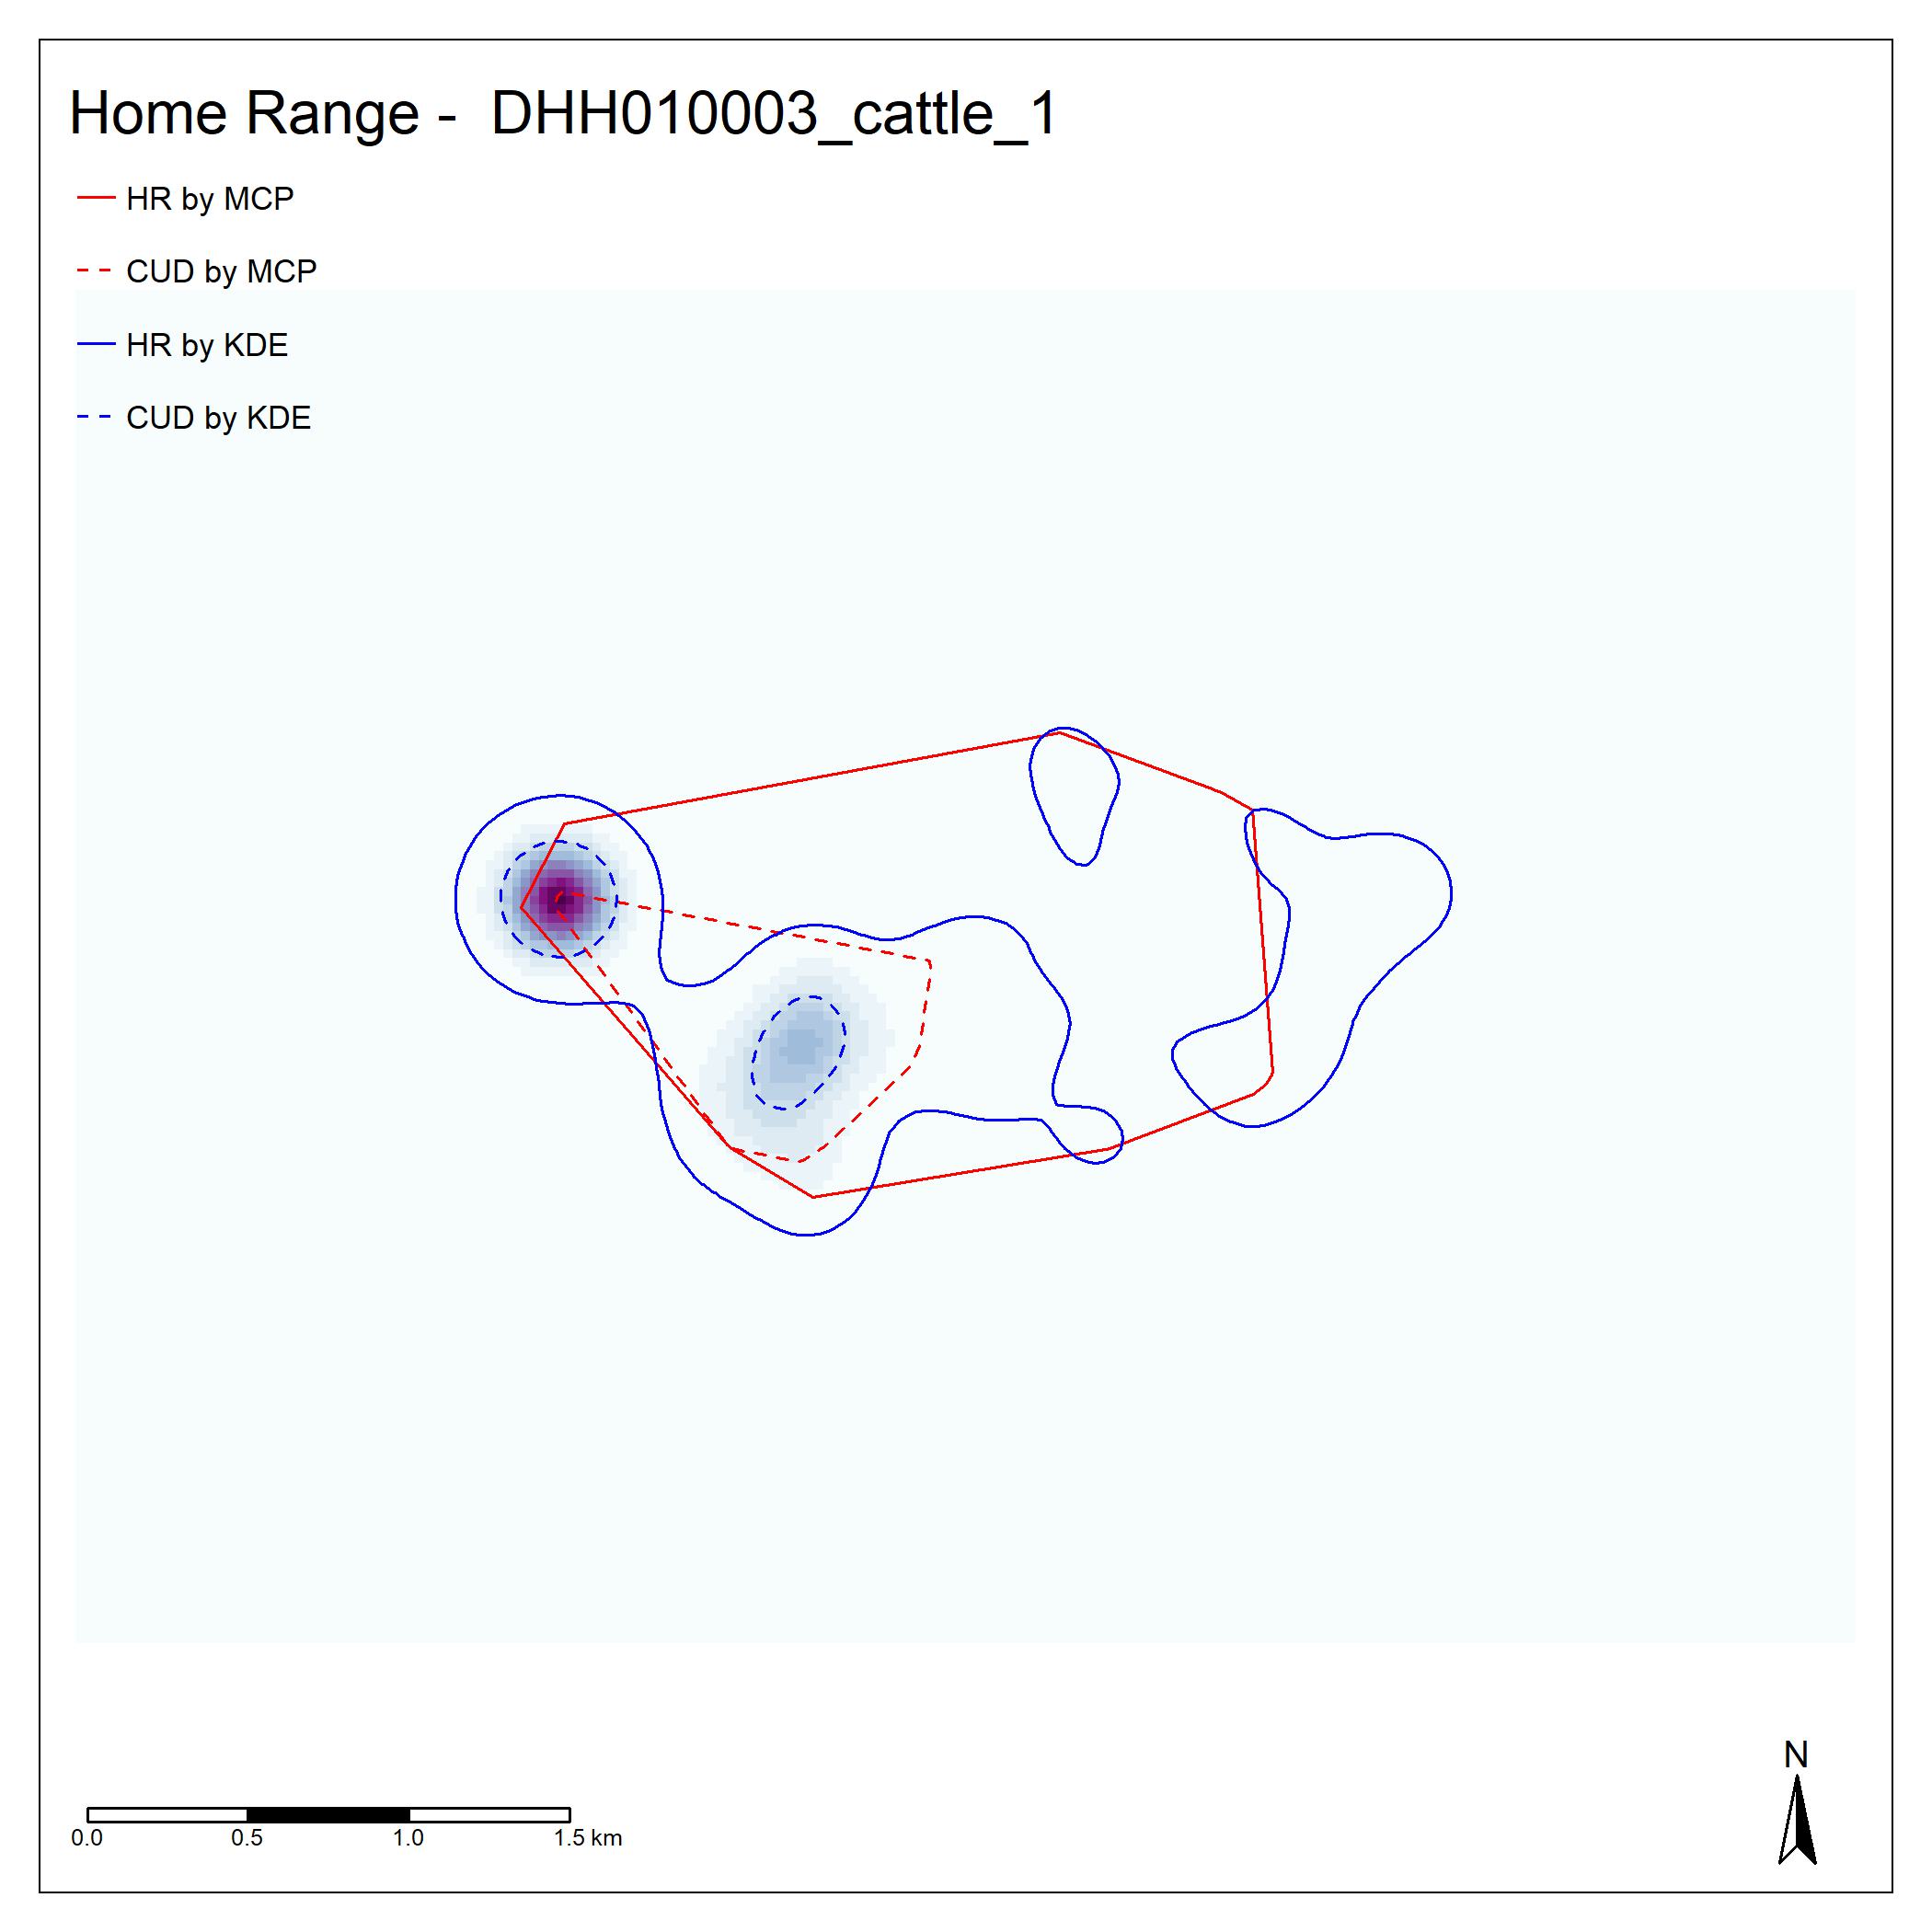 Home Range - DHH010003_cattle_1
HR by MCP
CUD by MCP
HR by KDE
CUD by KDE
N
0.0 0.5 1.0 1.5 km